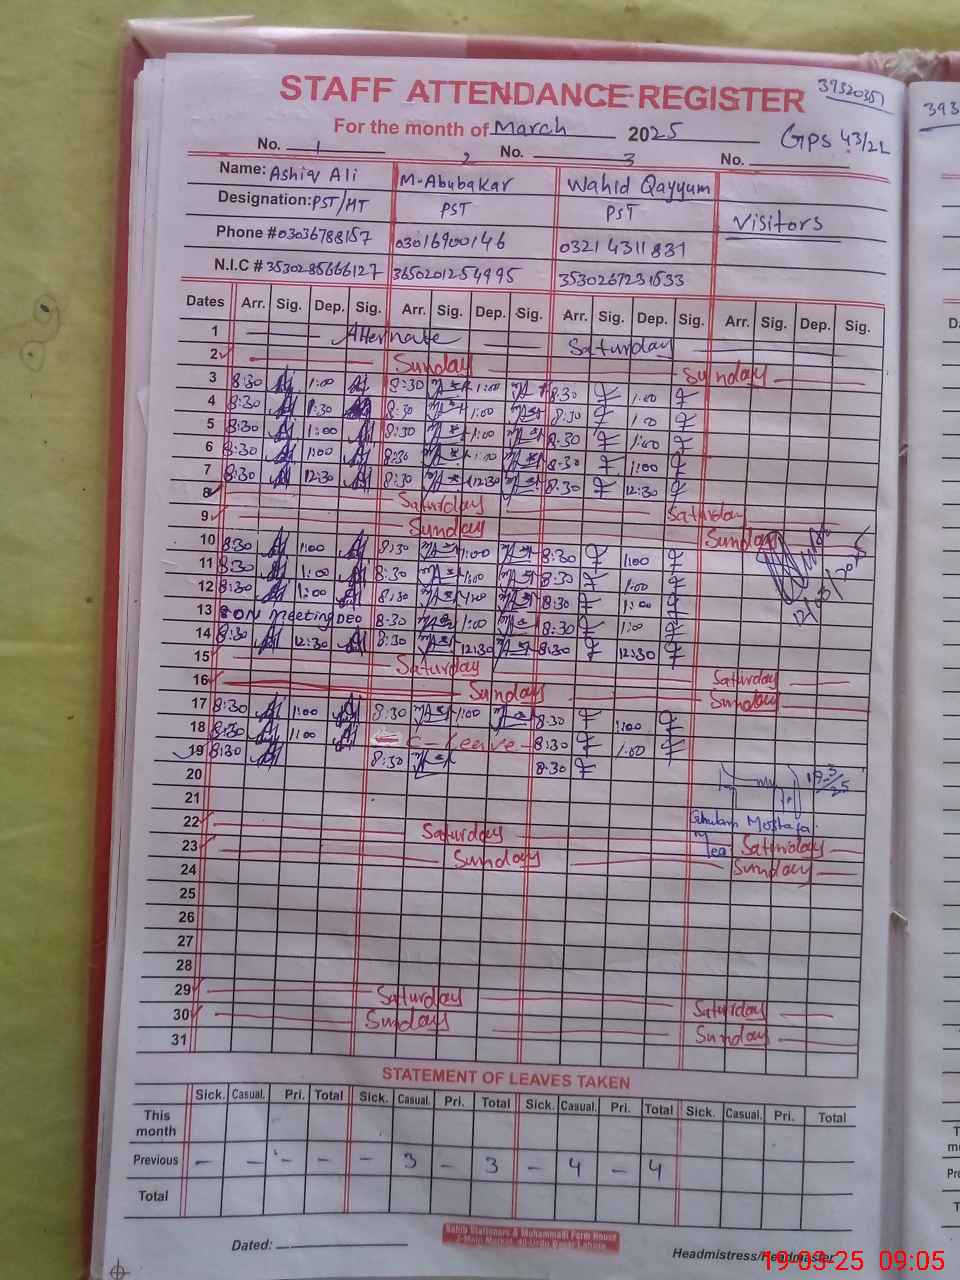 STAFF ATTENDANCE REGISTER 37320351
For the month of March 2025 GPS 43/2L
No. 1 2 No. 3 No.
Name: Ashiq Ali M-Abubakar Wahid Qayyum
Designation: PST/HT PST PST Visitors
Phone # 03036788157 03016900146 0321 4311831
N.I.C # 3530285666127 3650201254995 3530267231533
Dates Arr. Sig. Dep. Sig. Arr. Sig. Dep. Sig. Arr. Sig. Dep. Sig. Arr. Sig. Dep. Sig.
1 Alternate Saturday
2 Sunday Sunday
3 8:30 1:00 8:30 1:00 8:30 1:00
4 8:30 1:30 8:30 1:00 8:30 1:00
5 8:30 1:00 8:30 1:00 8:30 1:00
6 8:30 1:00 8:30 1:00 8:30 1:00
7 8:30 12:30 8:30 12:30 8:30 12:30
8 Saturday Saturday
9 Sunday Sunday
10 8:30 1:00 8:30 1:00 8:30 1:00
11 8:30 1:00 8:30 1:00 8:30 1:00
12 8:30 1:00 8:30 1:00 8:30 1:00
13 ON Meeting DEO 8:30 1:00 8:30 1:00
14 8:30 12:30 8:30 12:30 8:30 12:30
15 Saturday Saturday
16 Sunday Sunday
17 8:30 1:00 8:30 1:00 8:30 1:00
18 8:30 1:00 C-Leave 8:30 1:00
19 8:30 8:30 8:30
20 19-3/25
21 Ghulam Mustafa
22 Saturday Saturday
23 Sunday Sunday
24
25
26
27
28
29 Saturday Saturday
30 Sunday Sunday
31
STATEMENT OF LEAVES TAKEN
Sick. Casual. Pri. Total Sick. Casual. Pri. Total Sick. Casual. Pri. Total Sick. Casual. Pri. Total
This month
Previous - - - - - 3 - 3 - 4 - 4
Total
Dated:
Headmistress/Headmaster
19-03-25 09:05